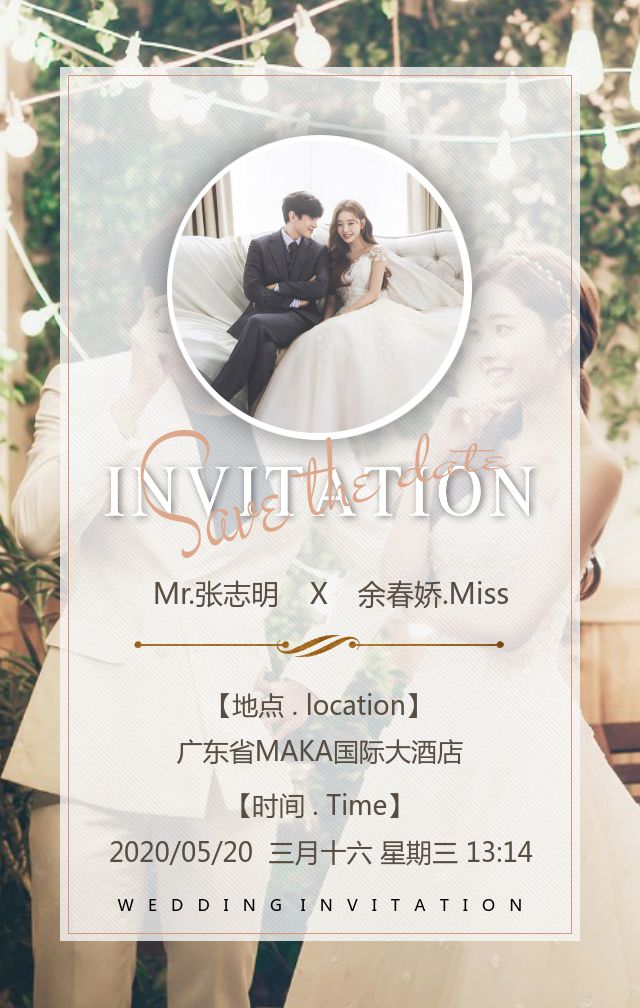 INVITATION
Save the date
Mr.张志明 X 余春娇.Miss
【地点 . location】
广东省MAKA国际大酒店
【时间 . Time】
2020/05/20 三月十六 星期三 13:14
WEDDINGINVITATION